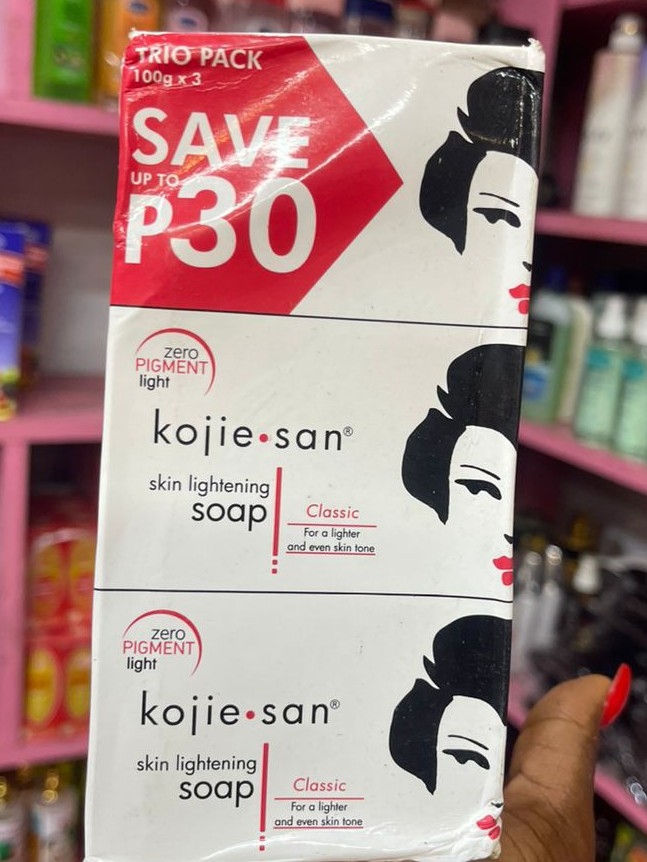 TRIO PACK
100g x 3
SAVE
UP TO
P30
zero
PIGMENT
light
kojie•san®
skin lightening
soap
Classic
For a lighter
and even skin tone
zero
PIGMENT
light
kojie•san®
skin lightening
soap
Classic
For a lighter
and even skin tone